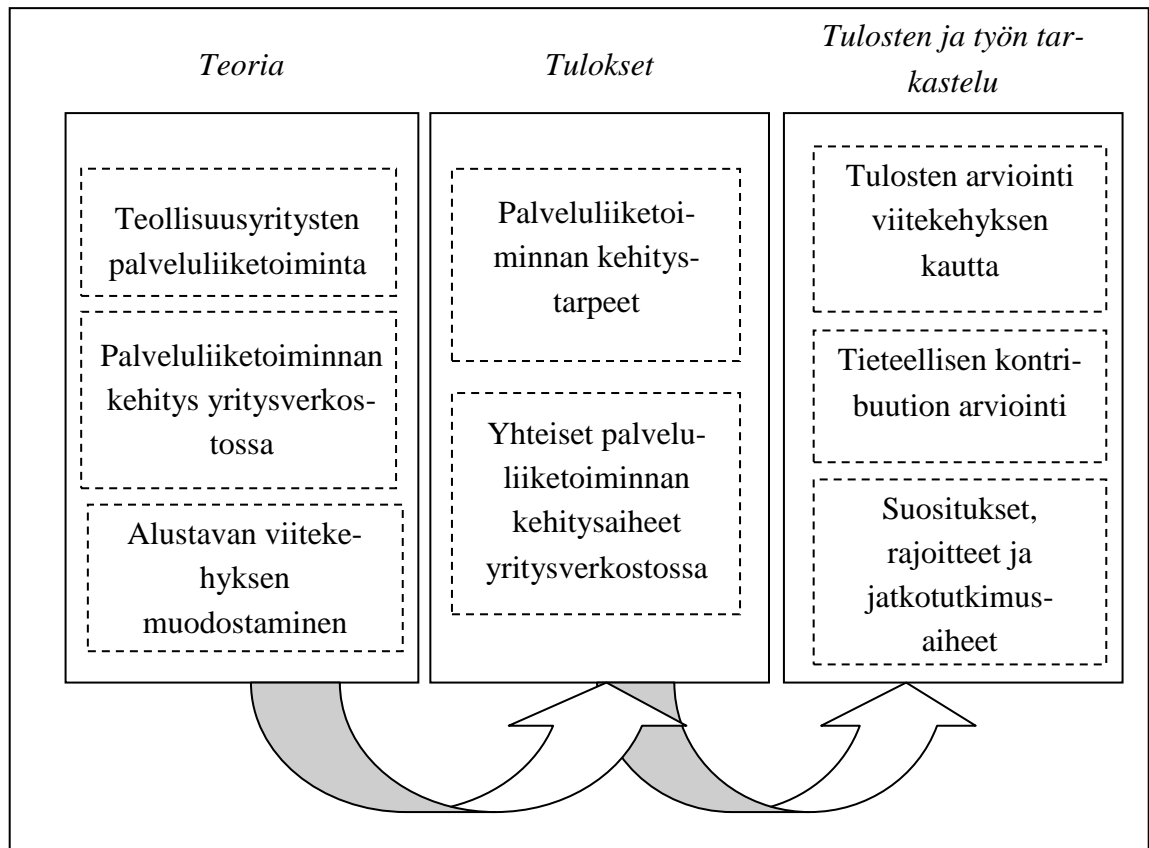 Teoria
Teollisuusyritysten
palveluliiketoiminta
Palveluliiketoiminnan
kehitys yritysverkos-
tossa
Alustavan viiteke-
hyksen
muodostaminen
Tulokset
Palveluliiketoi-
minnan kehitys-
tarpeet
Yhteiset palvelu-
liiketoiminnan
kehitysaiheet
yritysverkostossa
Tulosten ja työn tar-
kastelu
Tulosten arviointi
viitekehyksen
kautta
Tieteellisen kontri-
buution arviointi
Suositukset,
rajoitteet ja
jatkotutkimus-
aiheet